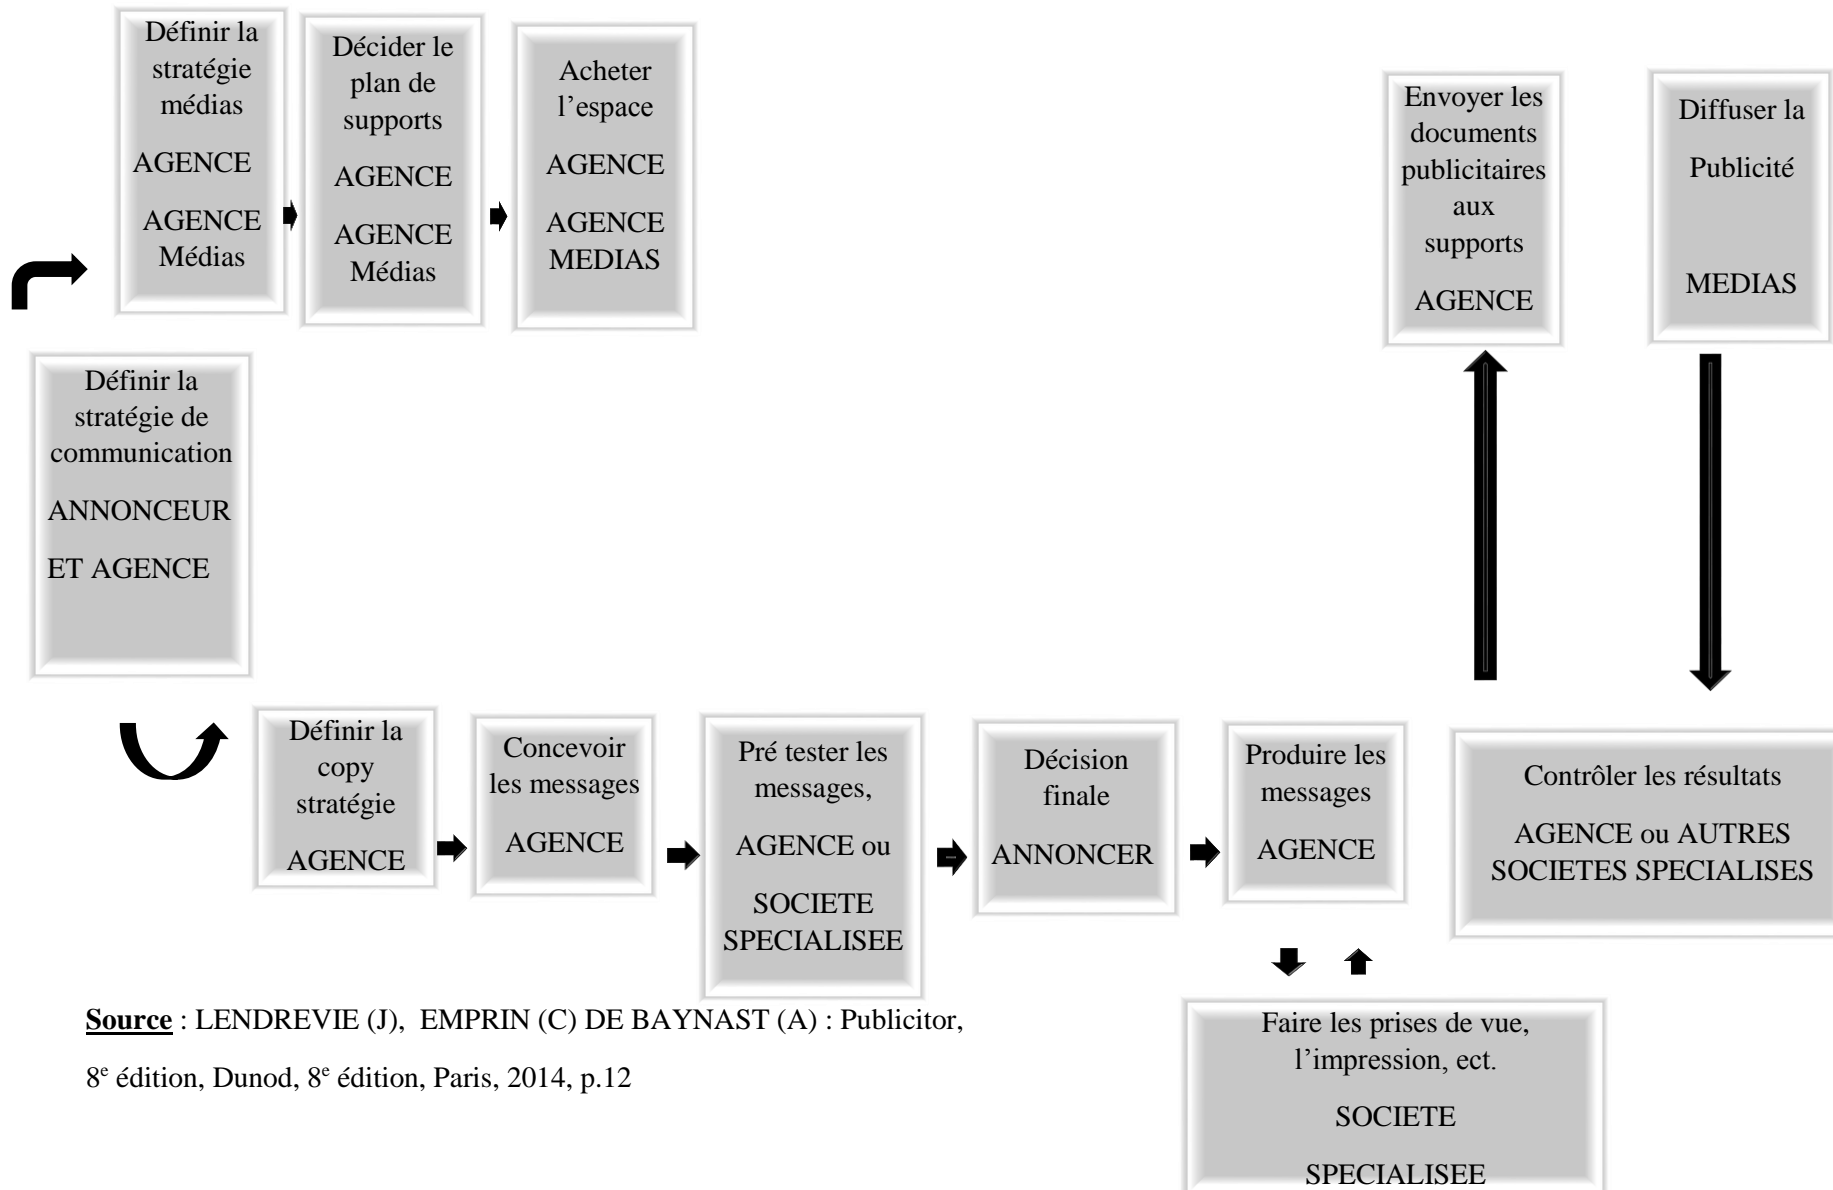 Définir la
stratégie
médias
AGENCE
AGENCE
Médias
Décider le
plan de
supports
AGENCE
AGENCE
Médias
Acheter
l’espace
AGENCE
AGENCE
MEDIAS
Envoyer les
documents
publicitaires
aux
supports
AGENCE
Diffuser la
Publicité
MEDIAS
Définir la
stratégie de
communication
ANNONCEUR
ET AGENCE
Définir la
copy
stratégie
AGENCE
Concevoir
les messages
AGENCE
Pré tester les
messages,
AGENCE ou
SOCIETE
SPECIALISEE
Décision
finale
ANNONCER
Produire les
messages
AGENCE
Contrôler les résultats
AGENCE ou AUTRES
SOCIETES SPECIALISES
Faire les prises de vue,
l’impression, ect.
SOCIETE
SPECIALISEE
Source : LENDREVIE (J), EMPRIN (C) DE BAYNAST (A) : Publicitor,
8e édition, Dunod, 8e édition, Paris, 2014, p.12